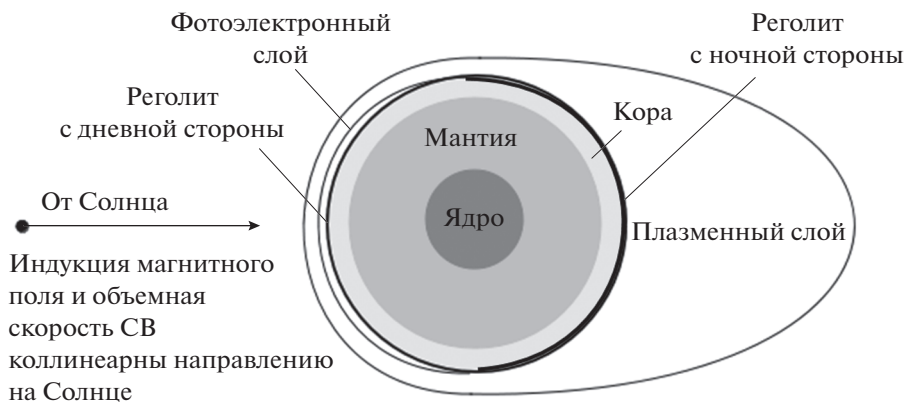 Фотоэлектронный
слой
Реголит
с ночной стороны
Реголит
с дневной стороны
Кора
Мантия
От Солнца
Ядро
Плазменный слой
Индукция магнитного
поля и объемная
скорость СВ
коллинеарны направлению
на Солнце